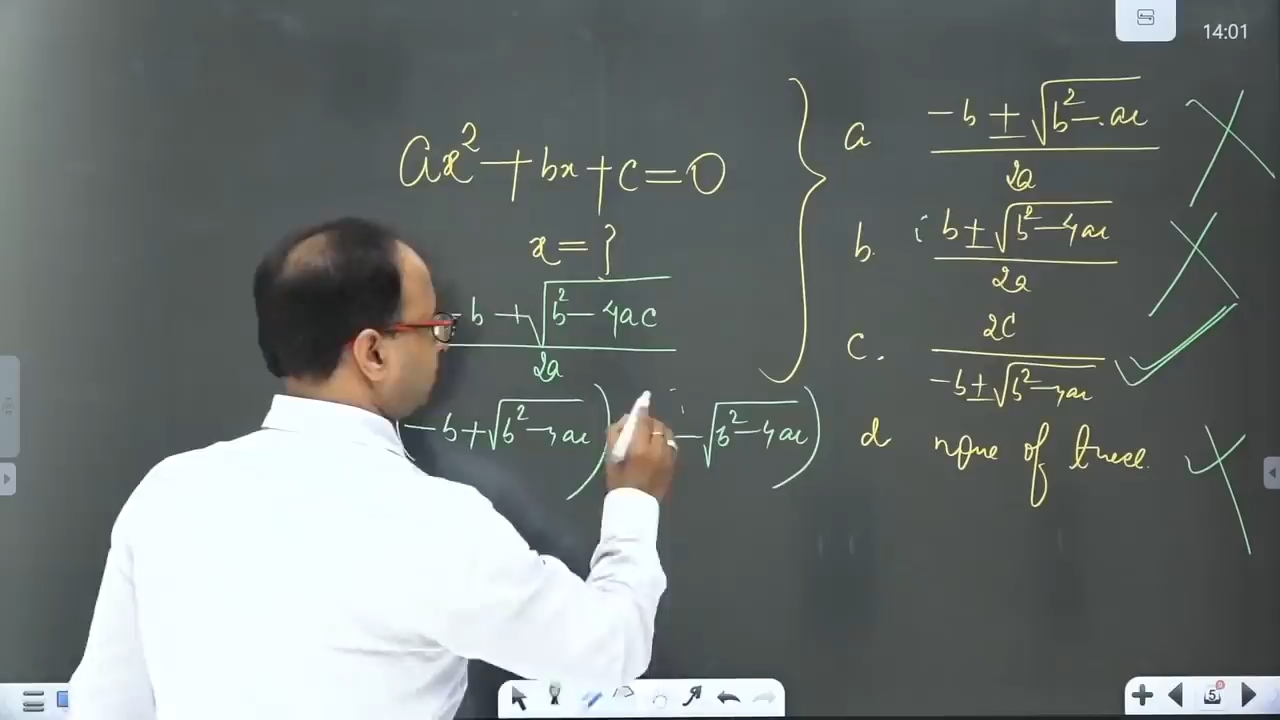 14:01
ax² + bx + c = 0
x = ?
-b + √b² - 4ac
2a
-b + √b² - 4ac) - √b² - 4ac)
a -b ± √b² - ac
2a
b. b ± √b² - 4ac
2a
c. 2c
-b ± √b² - 4ac
d none of these.
5